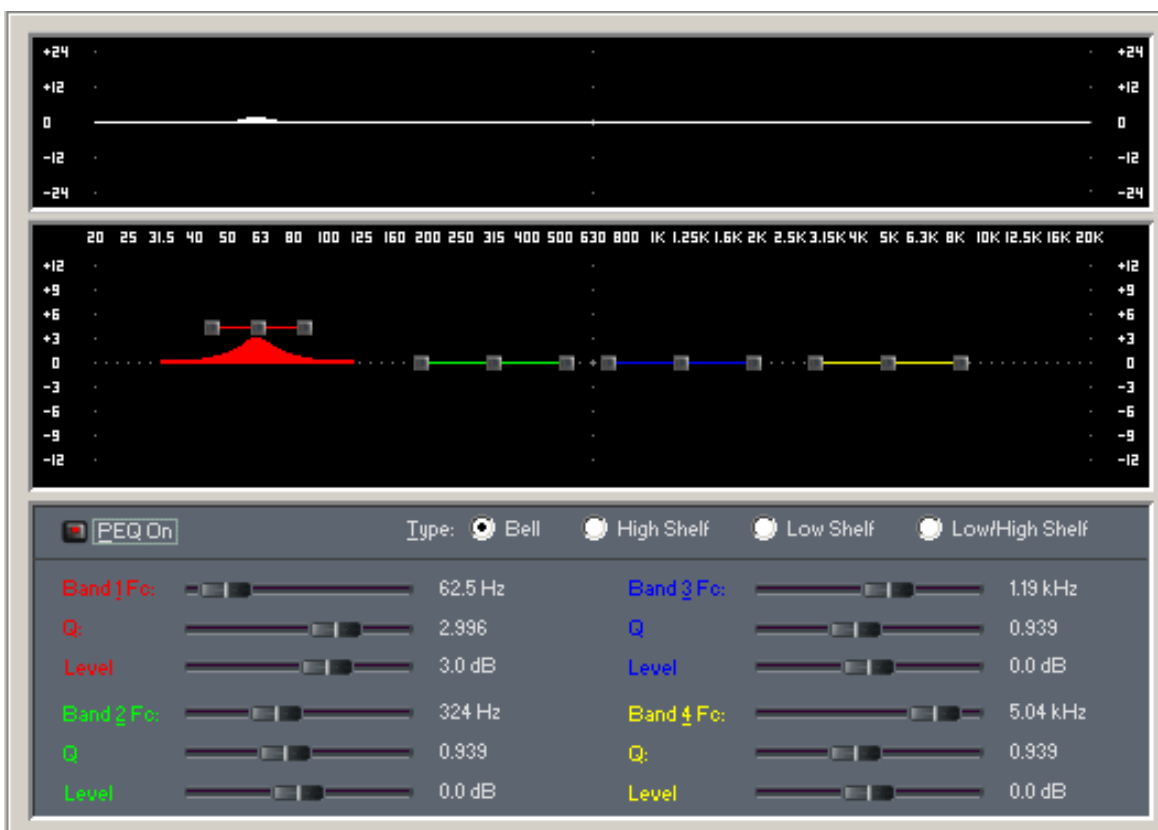 +24 +24
+12 +12
0 0
-12 -12
-24 -24
20 25 31.5 40 50 63 80 100 125 160 200 250 315 400 500 630 800 1K 1.25K 1.6K 2K 2.5K 3.15K 4K 5K 6.3K 8K 10K 12.5K 16K 20K
+12 +12
+9 +9
+6 +6
+3 +3
0 0
-3 -3
-6 -6
-9 -9
-12 -12
PEQ On Type: Bell High Shelf Low Shelf Low/High Shelf
Band 1 Fc: 62.5 Hz Band 3 Fc: 1.19 kHz
Q: 2.996 Q 0.939
Level 3.0 dB Level 0.0 dB
Band 2 Fc: 324 Hz Band 4 Fc: 5.04 kHz
Q 0.939 Q: 0.939
Level 0.0 dB Level 0.0 dB